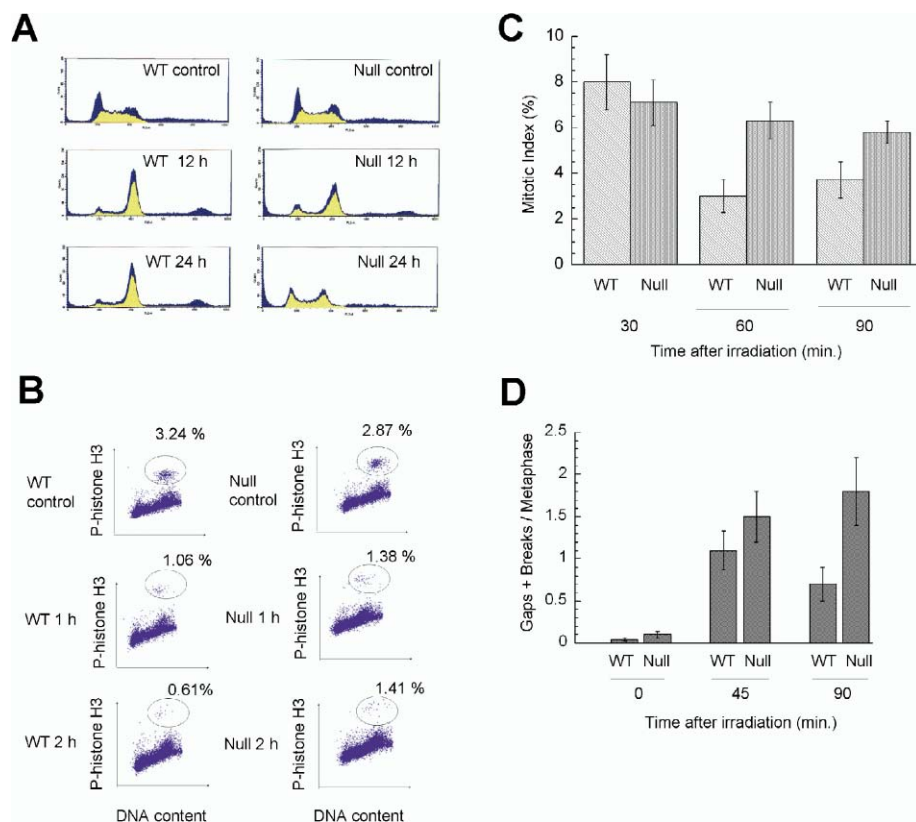 A
WT control
Null control
WT 12 h
Null 12 h
WT 24 h
Null 24 h
B
3.24 %
2.87 %
WT
control
P-histone H3
Null
control
P-histone H3
1.06 %
1.38 %
WT 1 h
P-histone H3
Null 1 h
P-histone H3
0.61%
1.41 %
WT 2 h
P-histone H3
Null 2 h
P-histone H3
DNA content
DNA content
C
Mitotic Index (%)
10
8
6
4
2
0
WT Null WT Null WT Null
30 60 90
Time after irradiation (min.)
D
Gaps + Breaks / Metaphase
2.5
2
1.5
1
0.5
0
WT Null WT Null WT Null
0 45 90
Time after irradiation (min.)